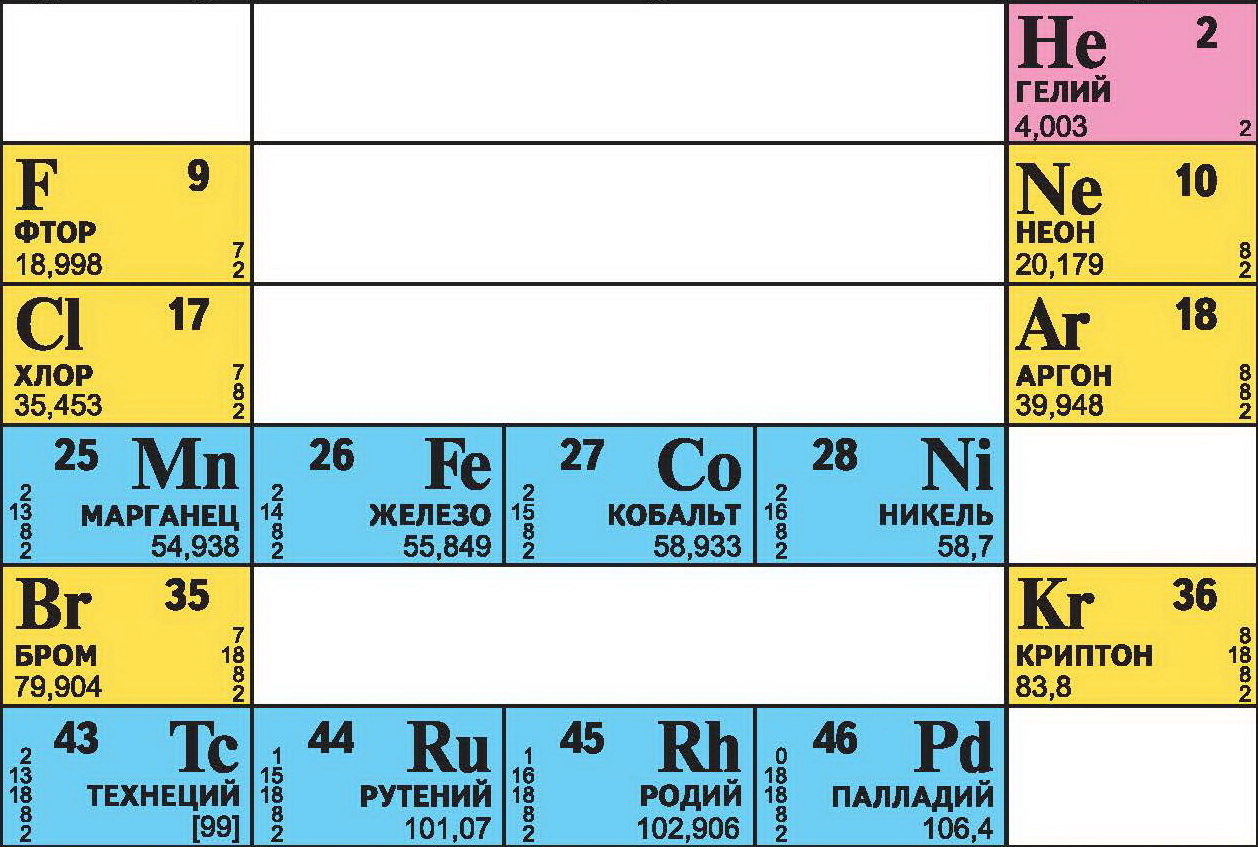 He 2
ГЕЛИЙ
4,003 2
F 9
ФТОР
18,998
7
2
Ne 10
НЕОН
20,179
8
2
Cl 17
ХЛОР
35,453
7
8
2
Ar 18
АРГОН
39,948
8
8
2
25 Mn
МАРГАНЕЦ
54,938
2
13
8
2
26 Fe
ЖЕЛЕЗО
55,849
2
14
8
2
27 Co
КОБАЛЬТ
58,933
2
15
8
2
28 Ni
НИКЕЛЬ
58,7
2
16
8
2
Br 35
БРОМ
79,904
7
18
8
2
Kr 36
КРИПТОН
83,8
8
18
8
2
43 Tc
ТЕХНЕЦИЙ
[99]
2
13
18
8
2
44 Ru
РУТЕНИЙ
101,07
1
15
18
8
2
45 Rh
РОДИЙ
102,906
1
16
18
8
2
46 Pd
ПАЛЛАДИЙ
106,4
0
18
18
8
2